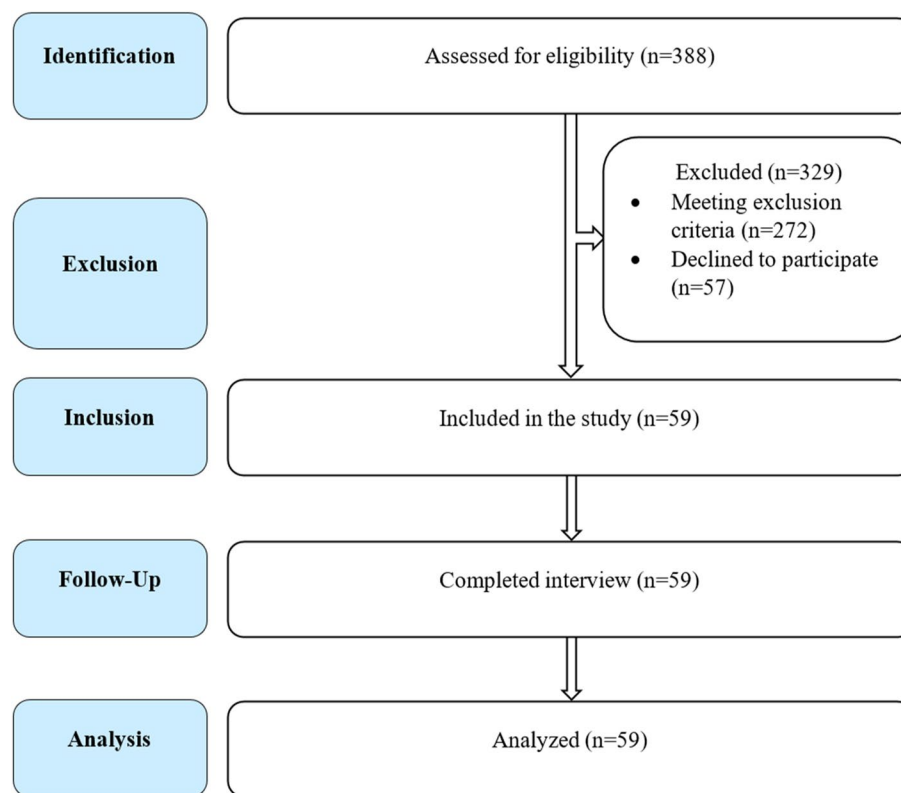 Identification
Assessed for eligibility (n=388)
Excluded (n=329)
• Meeting exclusion
criteria (n=272)
• Declined to participate
(n=57)
Exclusion
Inclusion
Included in the study (n=59)
Follow-Up
Completed interview (n=59)
Analysis
Analyzed (n=59)